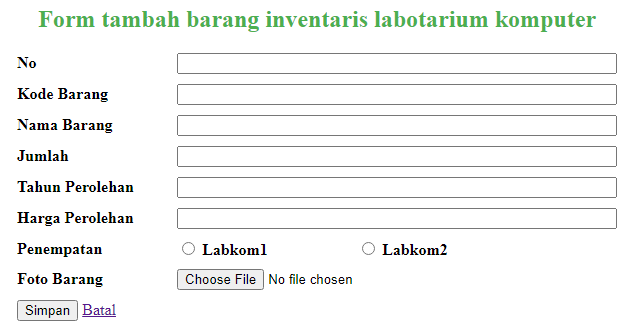 Form tambah barang inventaris labotarium komputer
No
Kode Barang
Nama Barang
Jumlah
Tahun Perolehan
Harga Perolehan
Penempatan Labkom1 Labkom2
Foto Barang Choose File No file chosen
Simpan Batal